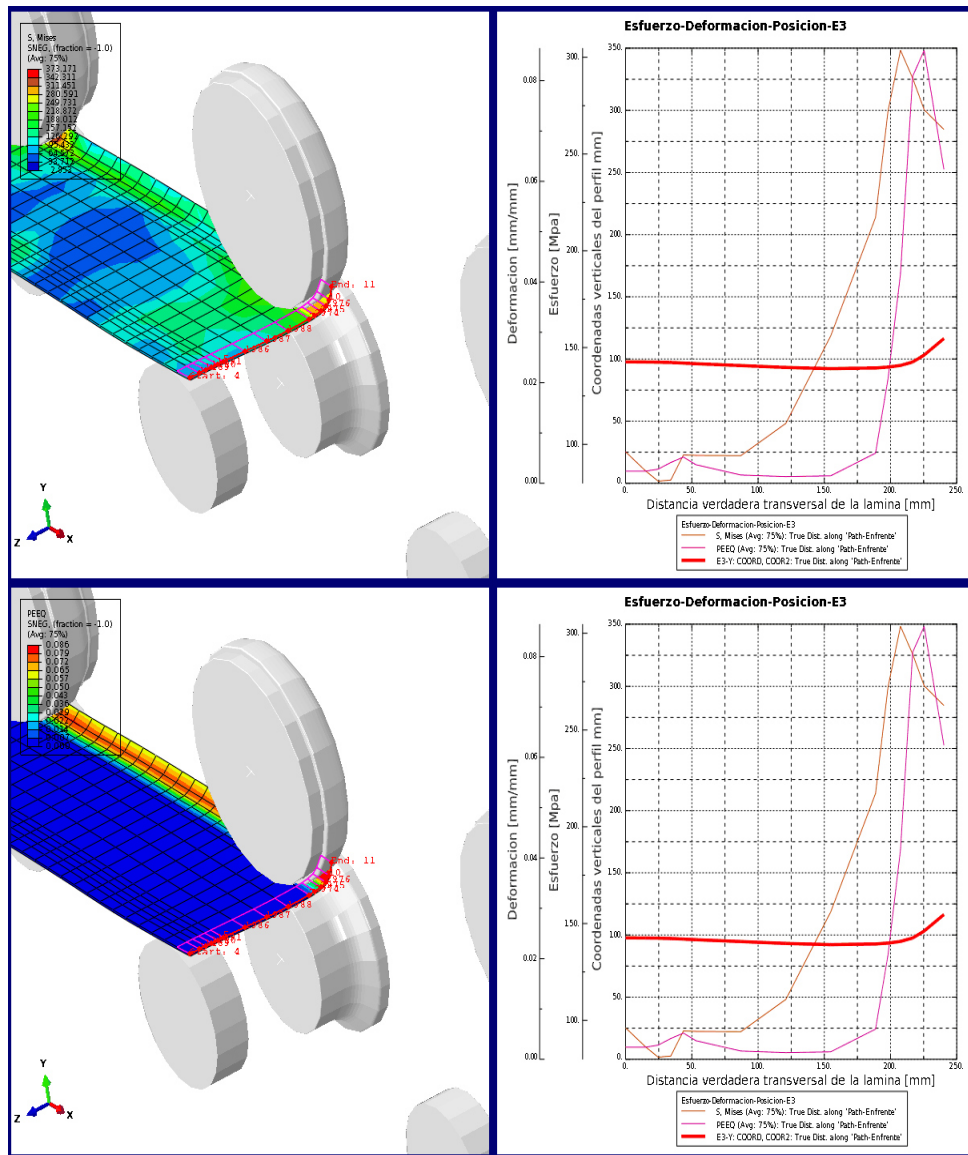 S, Mises
SNEG, (fraction = -1.0)
(Avg: 75%)
373.171
342.311
311.451
280.591
249.731
218.872
188.012
157.152
126.292
95.432
2.852
End: 11
Y
Z
X
Esfuerzo-Deformacion-Posicion-E3
Deformacion [mm/mm]
Esfuerzo [Mpa]
Coordenadas verticales del perfil mm]
0.08
0.06
0.04
0.02
0.00
300.
250.
200.
150.
100.
350.
300.
250.
200.
150.
100.
50.
0.
0. 50. 100. 150. 200. 250.
Distancia verdadera transversal de la lamina [mm]
Esfuerzo-Deformacion-Posicion-E3
S, Mises (Avg: 75%): True Dist. along 'Path-Enfrente'
PEEQ (Avg: 75%): True Dist. along 'Path-Enfrente'
E3-Y: COORD, COOR2: True Dist. along 'Path-Enfrente'
PEEQ
SNEG, (fraction = -1.0)
(Avg: 75%)
0.086
0.079
0.072
0.065
0.057
0.050
0.043
0.036
0.029
End: 11
Y
Z
X
Esfuerzo-Deformacion-Posicion-E3
Deformacion [mm/mm]
Esfuerzo [Mpa]
Coordenadas verticales del perfil mm]
0.08
0.06
0.04
0.02
0.00
300.
250.
200.
150.
100.
350.
300.
250.
200.
150.
100.
50.
0.
0. 50. 100. 150. 200. 250.
Distancia verdadera transversal de la lamina [mm]
Esfuerzo-Deformacion-Posicion-E3
S, Mises (Avg: 75%): True Dist. along 'Path-Enfrente'
PEEQ (Avg: 75%): True Dist. along 'Path-Enfrente'
E3-Y: COORD, COOR2: True Dist. along 'Path-Enfrente'